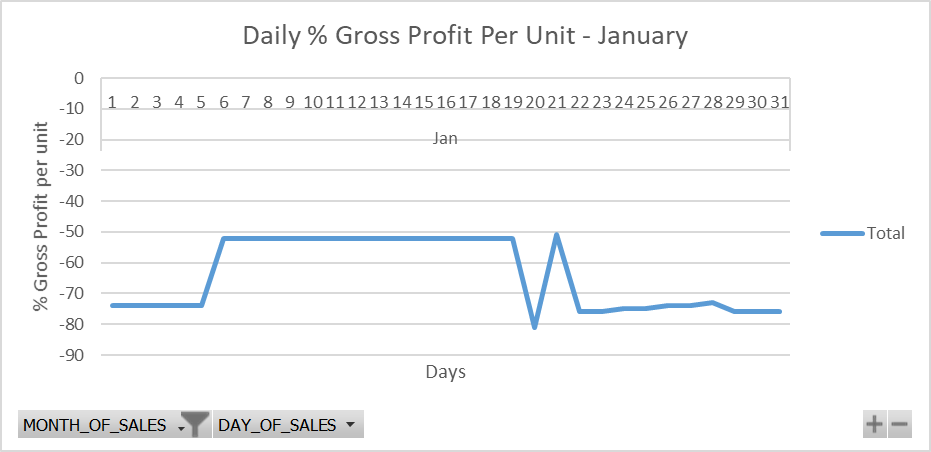 Daily % Gross Profit Per Unit - January
0
-10
-20
-30
-40
-50
-60
-70
-80
-90
% Gross Profit per unit
1 2 3 4 5 6 7 8 9 10 11 12 13 14 15 16 17 18 19 20 21 22 23 24 25 26 27 28 29 30 31
Jan
Total
Days
MONTH_OF_SALES DAY_OF_SALES